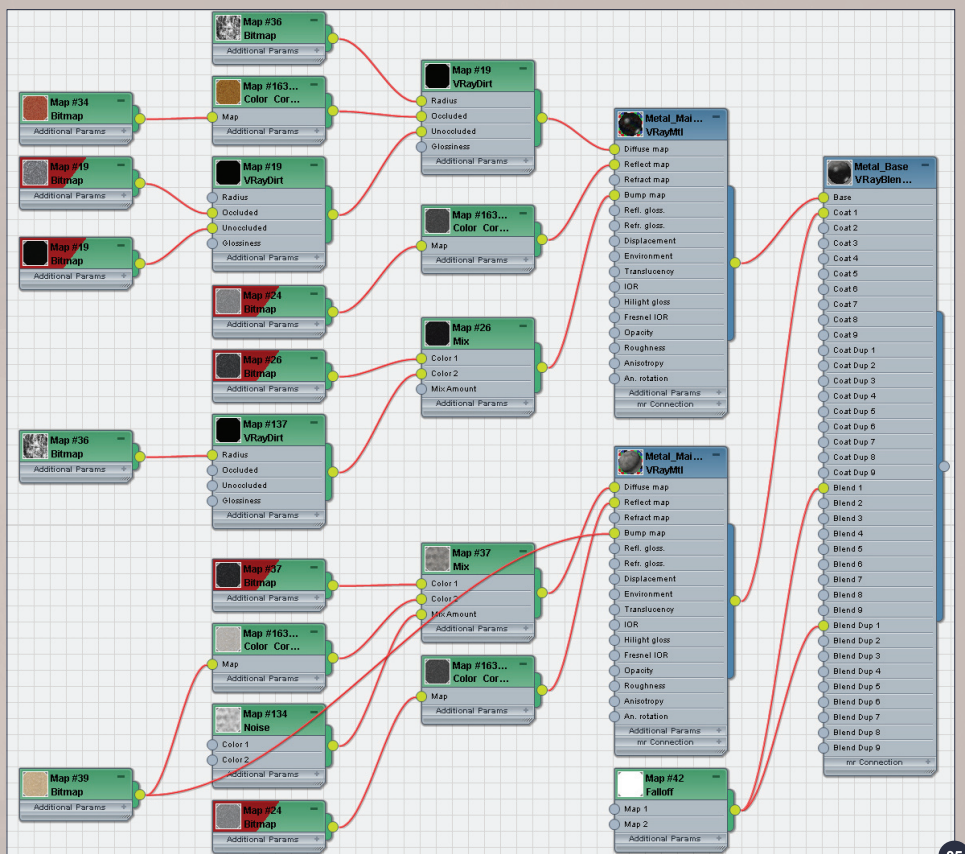 Map #36
Bitmap
Additional Params +
Map #34
Bitmap
Additional Params +
Map #163...
Color Cor...
Map
Additional Params +
Map #19
VRayDirt
Radius
Occluded
Unoccluded
Glossiness
Additional Params +
Map #19
Bitmap
Additional Params +
Map #19
VRayDirt
Radius
Occluded
Unoccluded
Glossiness
Additional Params +
Map #19
Bitmap
Additional Params +
Map #163...
Color Cor...
Map
Additional Params +
Map #24
Bitmap
Additional Params +
Map #26
Bitmap
Additional Params +
Map #26
Mix
Color 1
Color 2
Mix Amount
Additional Params +
Map #36
Bitmap
Additional Params +
Map #137
VRayDirt
Radius
Occluded
Unoccluded
Glossiness
Additional Params +
Metal_Mai...
VRayMtl
Diffuse map
Reflect map
Refract map
Bump map
Refl. gloss.
Refr. gloss.
Displacement
Environment
Translucency
IOR
Hilight gloss
Fresnel IOR
Opacity
Roughness
Anisotropy
An. rotation
Additional Params +
mr Connection +
Map #37
Bitmap
Additional Params +
Map #163...
Color Cor...
Map
Additional Params +
Map #134
Noise
Color 1
Color 2
Additional Params +
Map #39
Bitmap
Additional Params +
Map #24
Bitmap
Additional Params +
Map #37
Mix
Color 1
Color 2
Mix Amount
Additional Params +
Map #163...
Color Cor...
Map
Additional Params +
Metal_Mai...
VRayMtl
Diffuse map
Reflect map
Refract map
Bump map
Refl. gloss.
Refr. gloss.
Displacement
Environment
Translucency
IOR
Hilight gloss
Fresnel IOR
Opacity
Roughness
Anisotropy
An. rotation
Additional Params +
mr Connection +
Map #42
Falloff
Map 1
Map 2
Additional Params +
Metal_Base
VRayBlen...
Base
Coat 1
Coat 2
Coat 3
Coat 4
Coat 5
Coat 6
Coat 7
Coat 8
Coat 9
Coat Dup 1
Coat Dup 2
Coat Dup 3
Coat Dup 4
Coat Dup 5
Coat Dup 6
Coat Dup 7
Coat Dup 8
Coat Dup 9
Blend 1
Blend 2
Blend 3
Blend 4
Blend 5
Blend 6
Blend 7
Blend 8
Blend 9
Blend Dup 1
Blend Dup 2
Blend Dup 3
Blend Dup 4
Blend Dup 5
Blend Dup 6
Blend Dup 7
Blend Dup 8
Blend Dup 9
mr Connection +